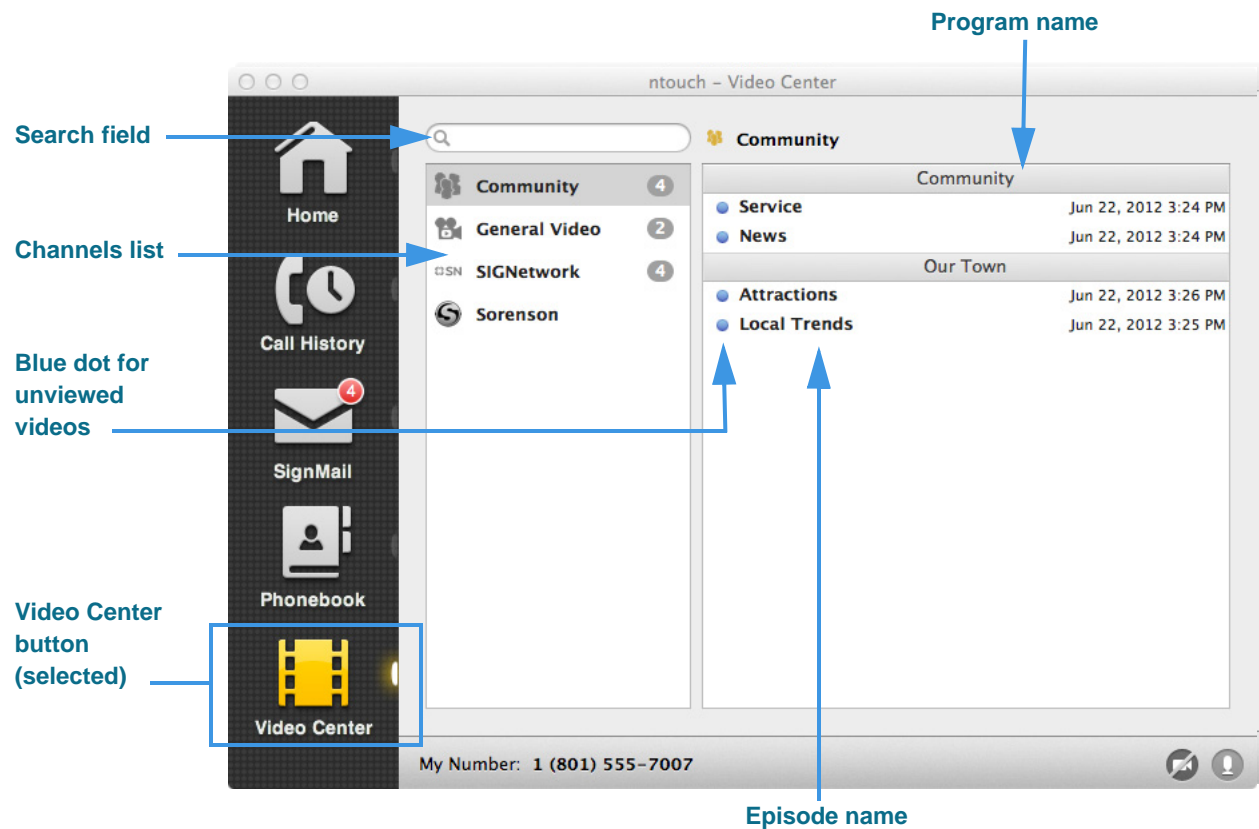 Program name
ntouch – Video Center
Search field
Community
Home
Community 4
General Video 2
SIGNetwork 4
Sorenson
SN
Community
Service Jun 22, 2012 3:24 PM
News Jun 22, 2012 3:24 PM
Our Town
Attractions Jun 22, 2012 3:26 PM
Local Trends Jun 22, 2012 3:25 PM
Channels list
Call History
Blue dot for
unviewed
videos
4
SignMail
Phonebook
Video Center
button
(selected)
Video Center
My Number: 1 (801) 555-7007
Episode name